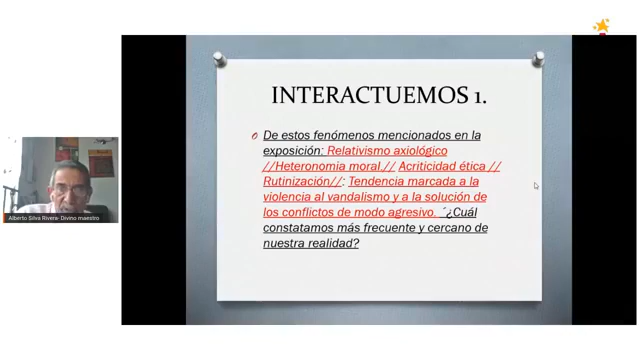 INTERACTUEMOS 1.
De estos fenómenos mencionados en la
exposición: Relativismo axiológico
//Heteronomia moral.// Acriticidad ética //
Rutinización//: Tendencia marcada a la
violencia al vandalismo y a la solución de
los conflictos de modo agresivo. ´¿Cuál
constatamos más frecuente y cercano de
nuestra realidad?
Alberto Silva Rivera- Divino maestro